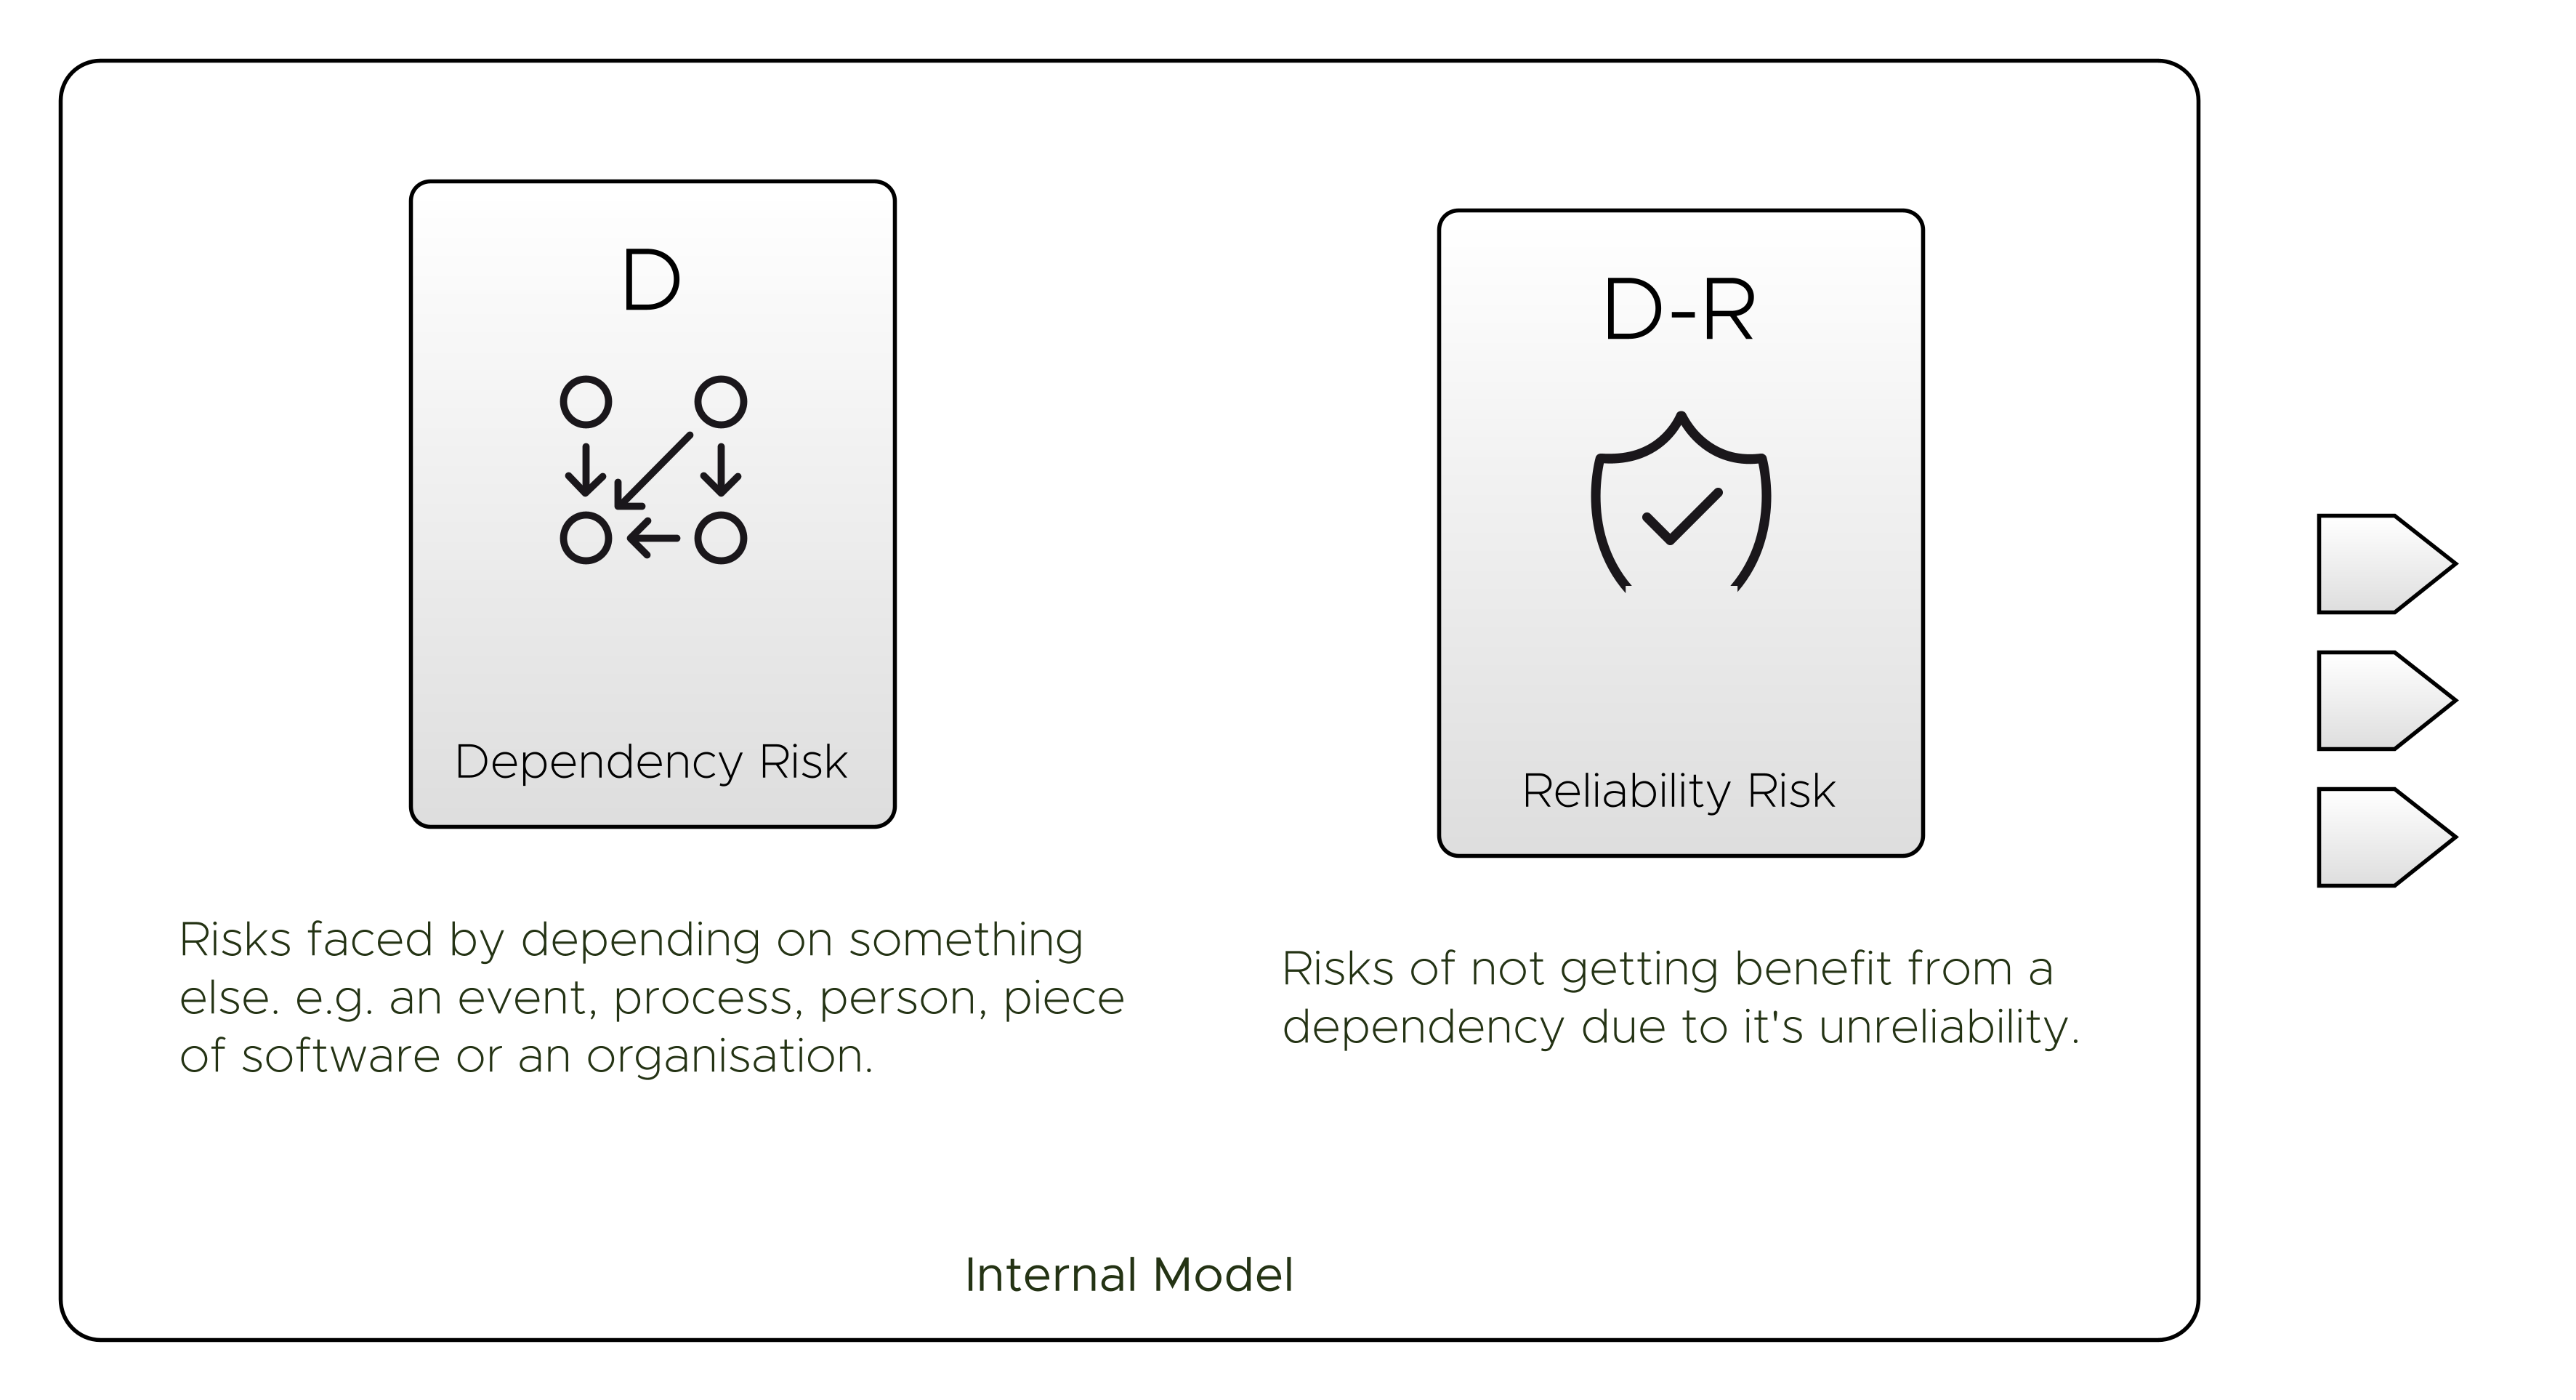 D
Dependency Risk
Risks faced by depending on something
else. e.g. an event, process, person, piece
of software or an organisation.
D-R
Reliability Risk
Risks of not getting benefit from a
dependency due to it's unreliability.
Internal Model